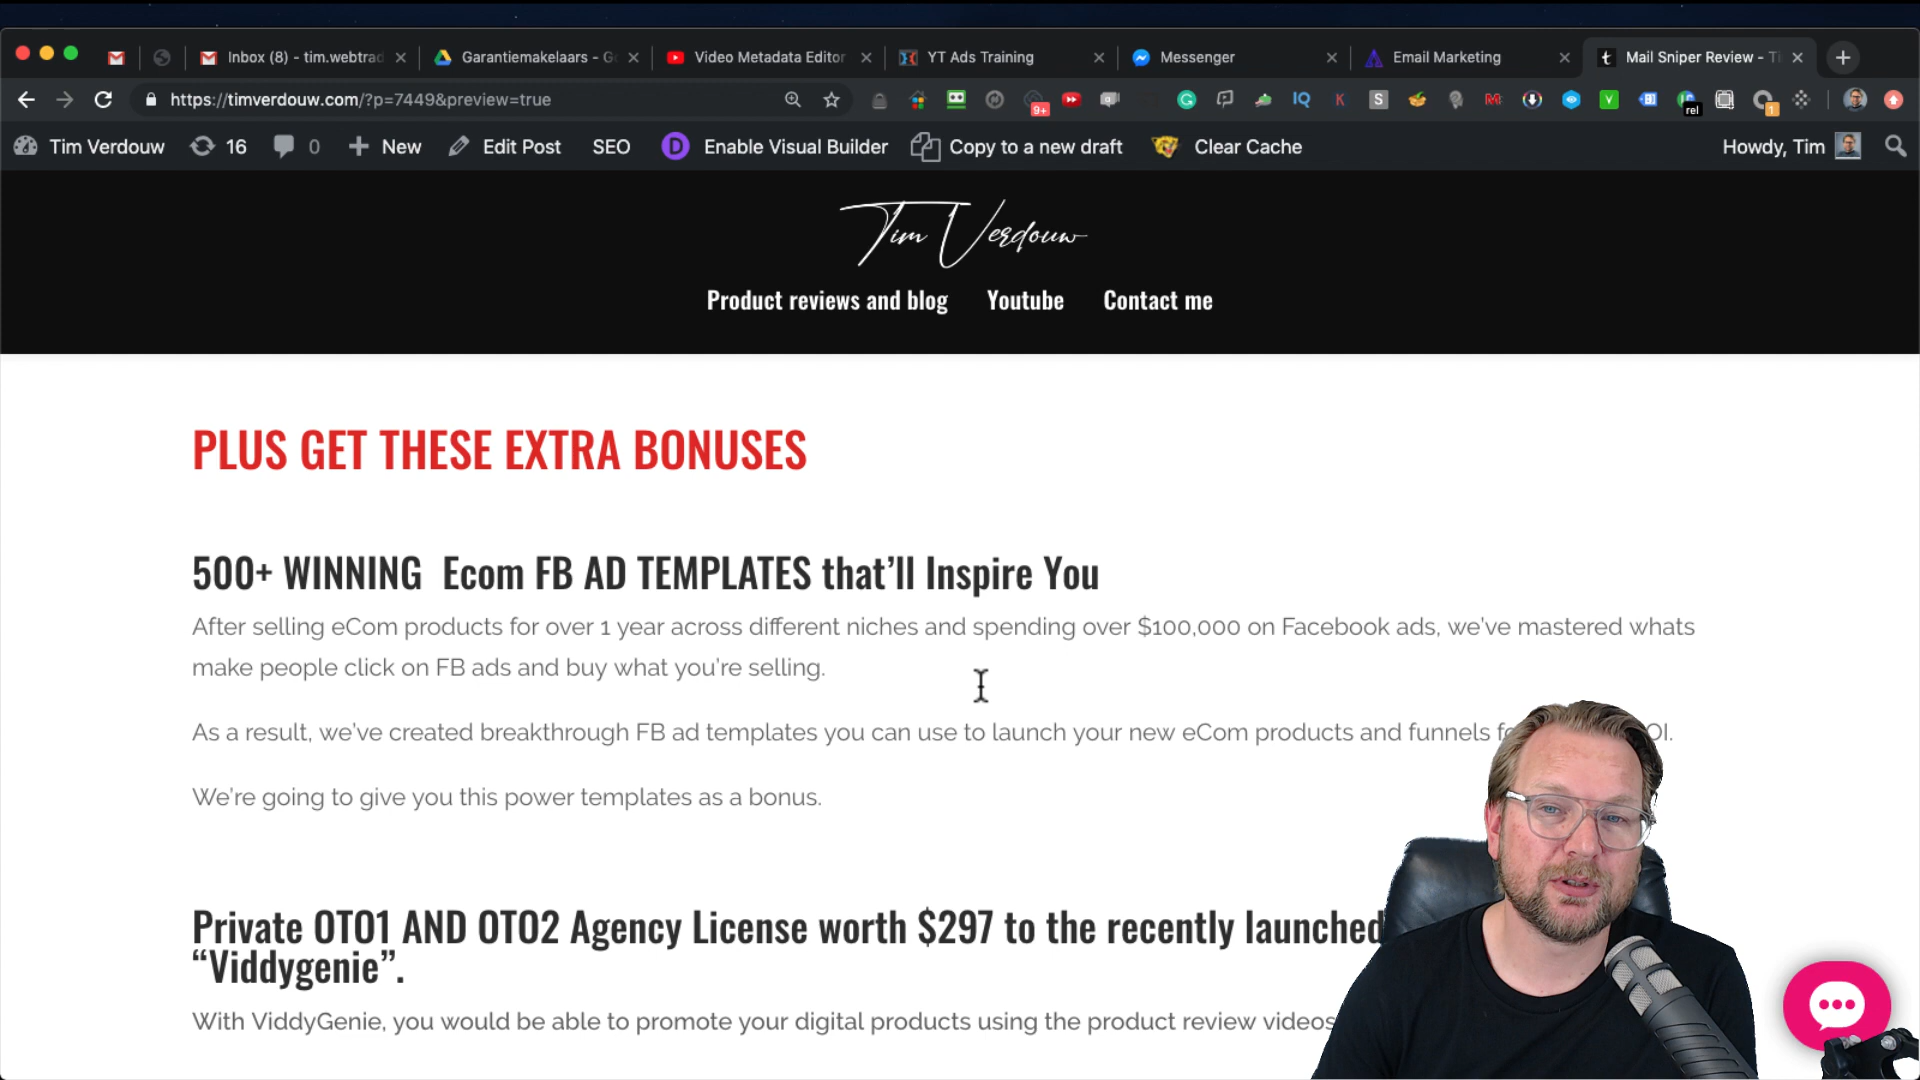 Inbox (8) - tim.webtrad
Garantiemakelaars - G
Video Metadata Editor
YT Ads Training
Messenger
Email Marketing
Mail Sniper Review - Ti
https://timverdouw.com/?p=7449&preview=true
9+
IQ
K
S
M
V
rel
1
Tim Verdouw 16 0 New Edit Post SEO D Enable Visual Builder Copy to a new draft Clear Cache Howdy, Tim
Tim Verdouw
Product reviews and blog Youtube Contact me
PLUS GET THESE EXTRA BONUSES
500+ WINNING Ecom FB AD TEMPLATES that'll Inspire You
After selling eCom products for over 1 year across different niches and spending over $100,000 on Facebook ads, we've mastered whats
make people click on FB ads and buy what you're selling.
As a result, we've created breakthrough FB ad templates you can use to launch your new eCom products and funnels OI.
We're going to give you this power templates as a bonus.
Private OTO1 AND OTO2 Agency License worth $297 to the recently launched
“Viddygenie”.
With ViddyGenie, you would be able to promote your digital products using the product review videos